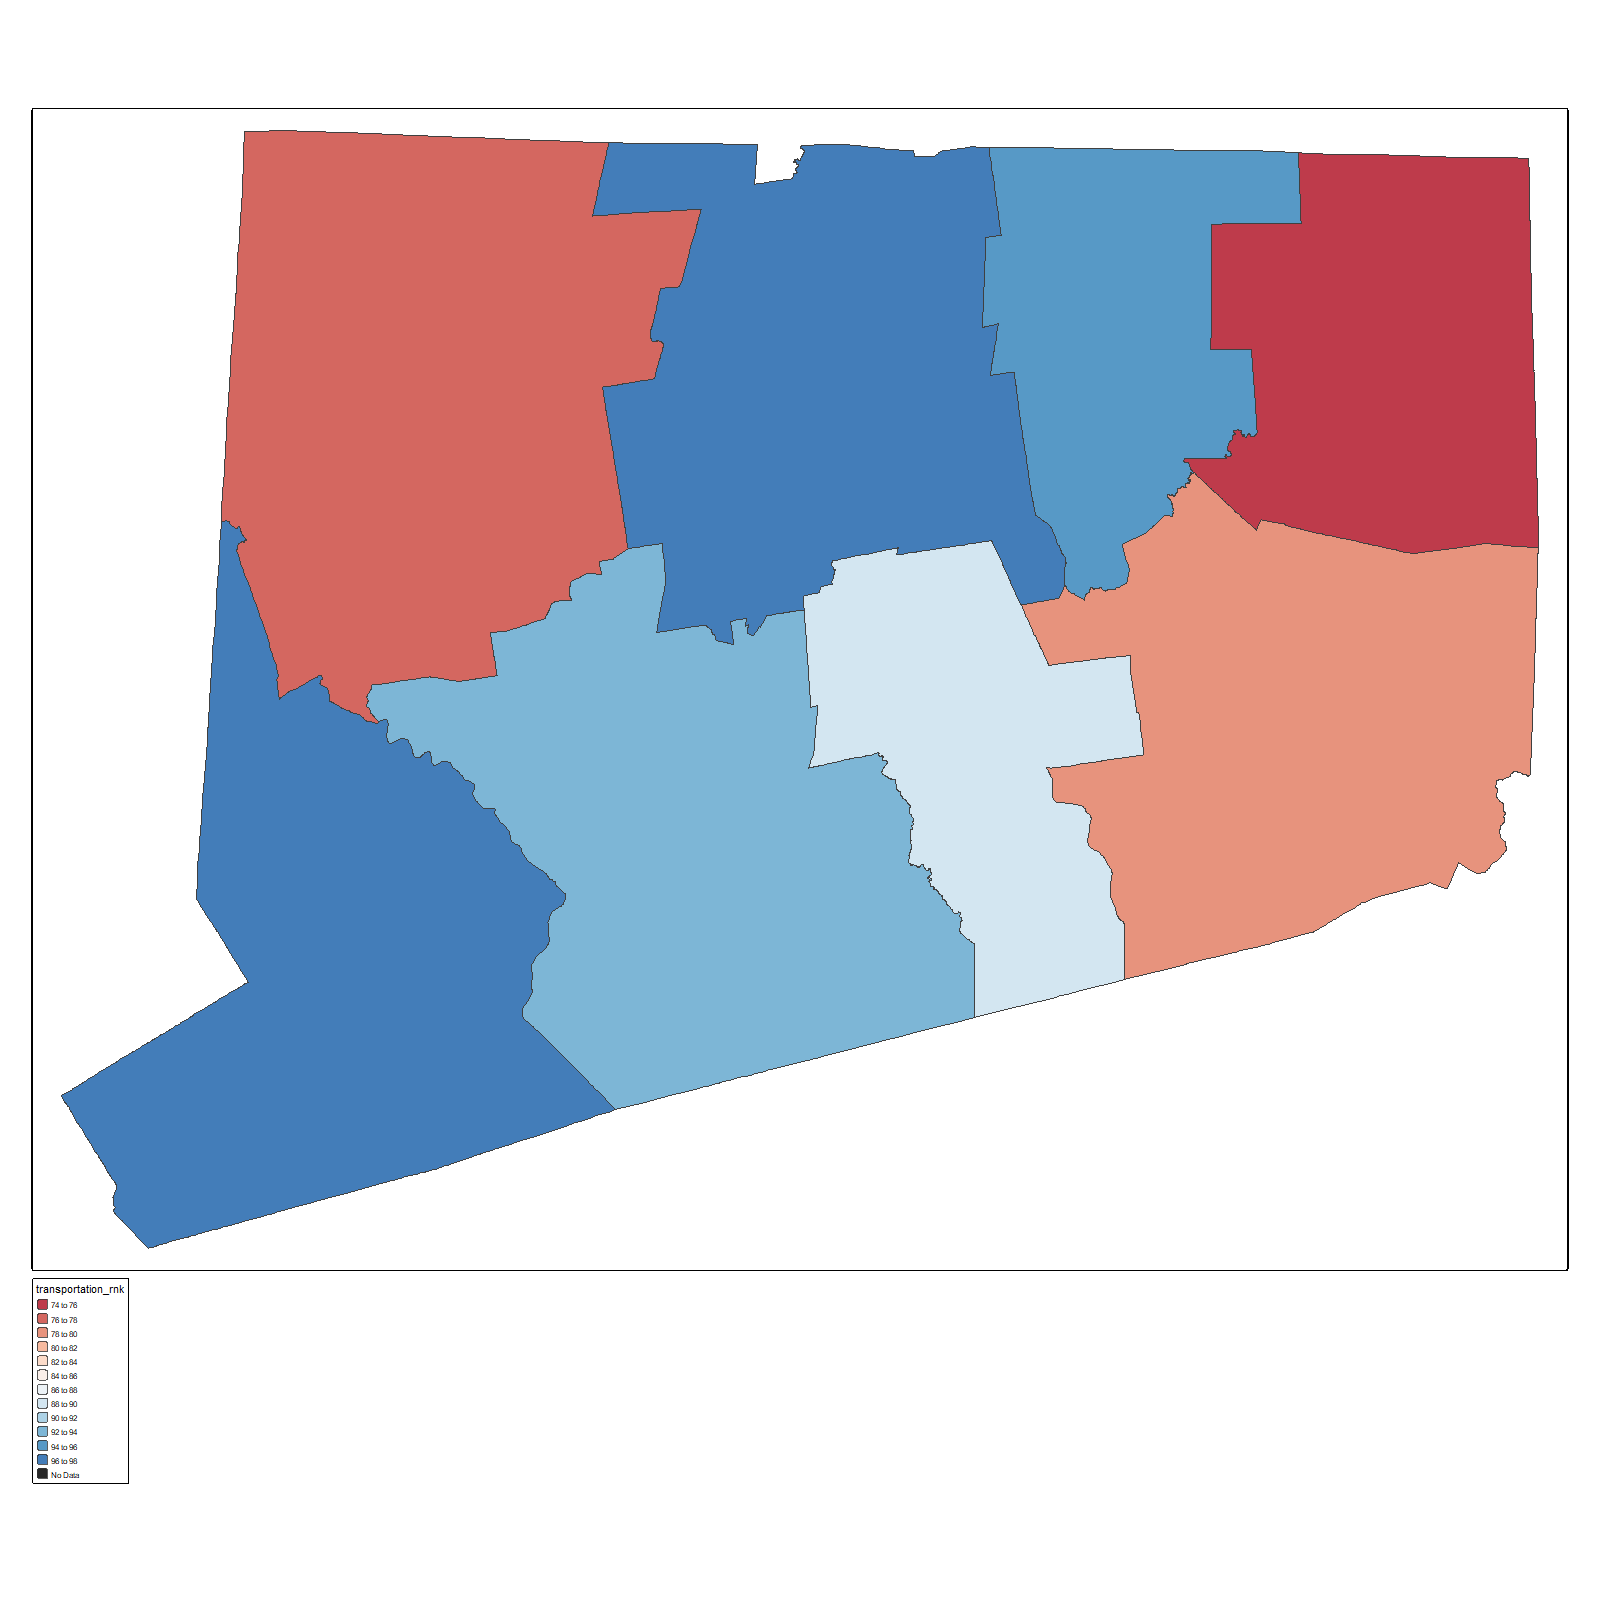 transportation_rnk
74 to 76
76 to 78
78 to 80
80 to 82
82 to 84
84 to 86
86 to 88
88 to 90
90 to 92
92 to 94
94 to 96
96 to 98
No Data